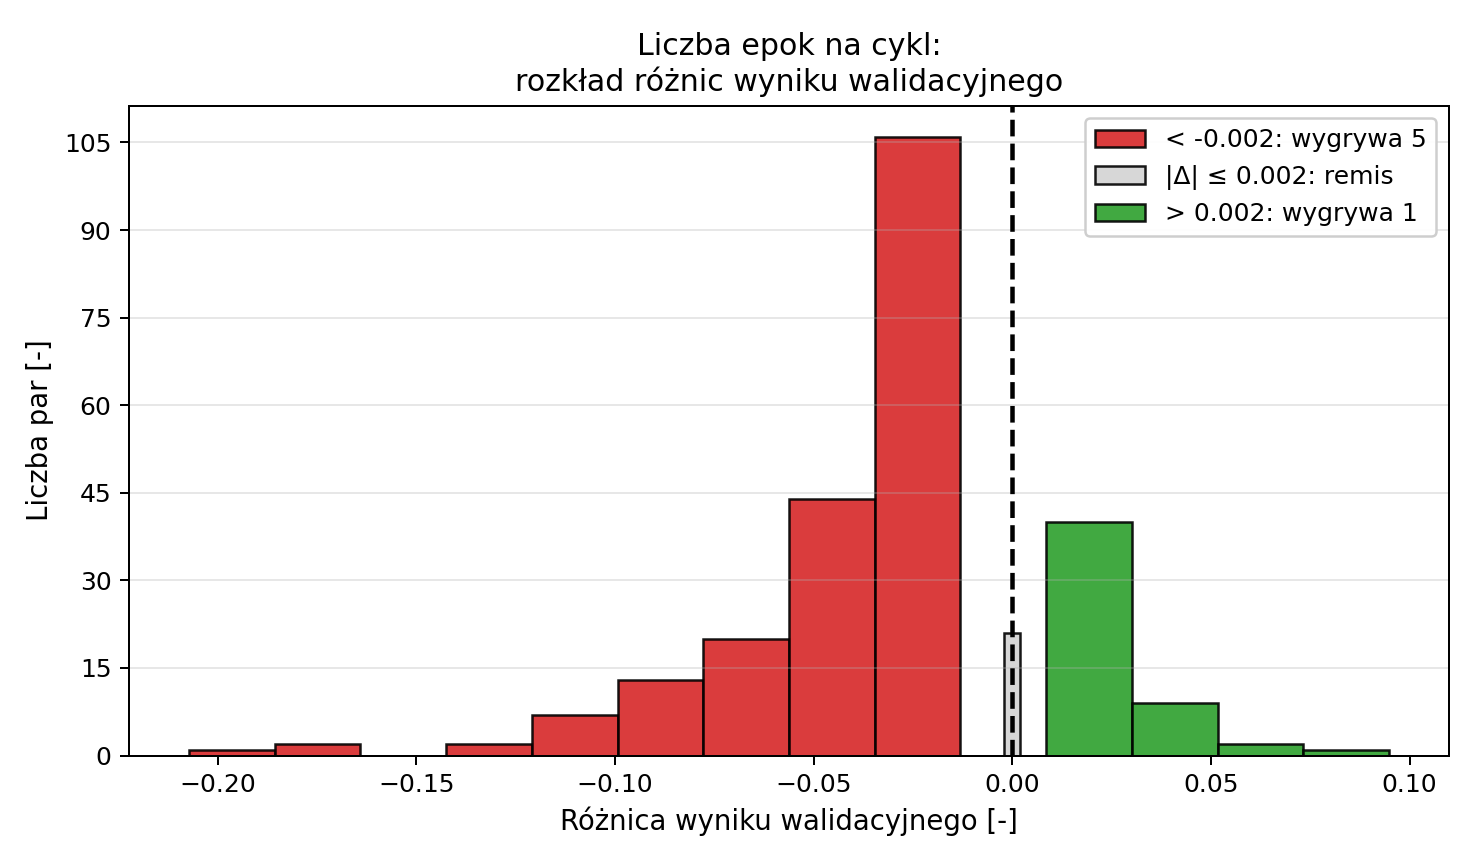 Liczba epok na cykl:
rozkład różnic wyniku walidacyjnego
< -0.002: wygrywa 5
|Δ| ≤ 0.002: remis
> 0.002: wygrywa 1
Liczba par [-]
105
90
75
60
45
30
15
0
−0.20
−0.15
−0.10
−0.05
0.00
0.05
0.10
Różnica wyniku walidacyjnego [-]